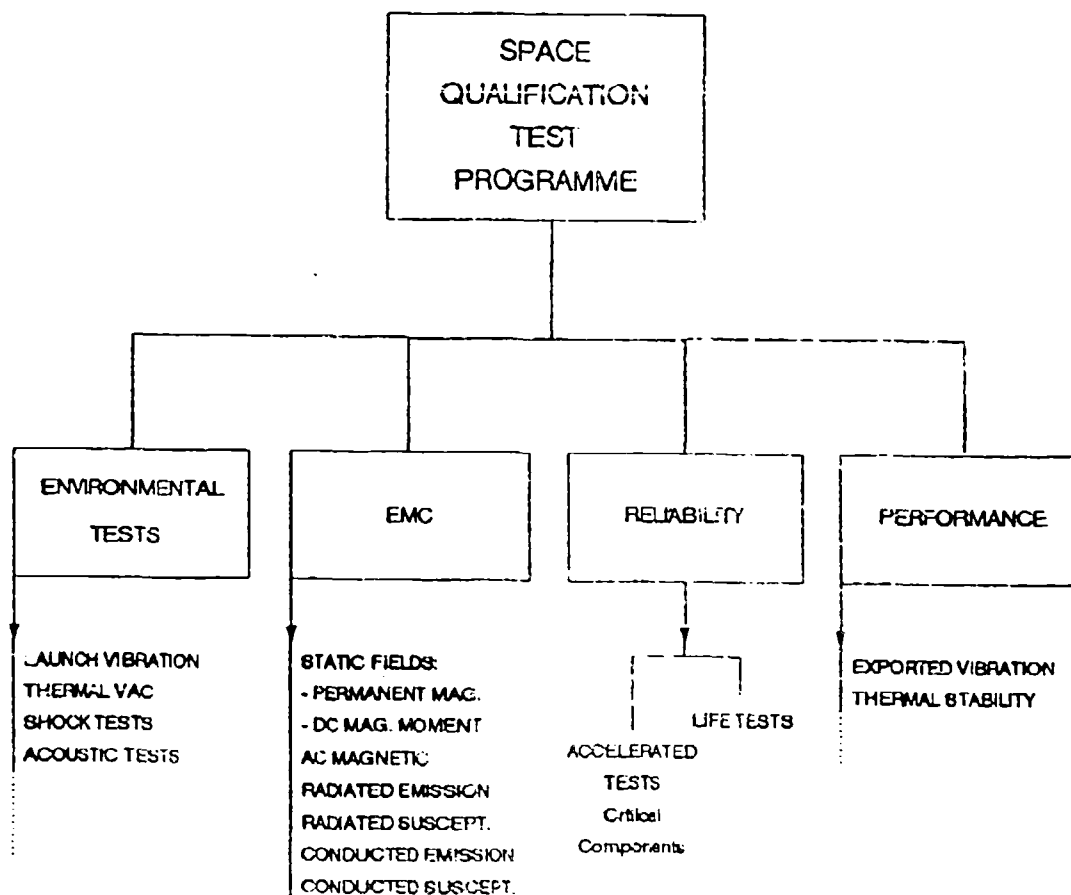 SPACE
QUALIFICATION
TEST
PROGRAMME
ENVIRONMENTAL
TESTS
EMC
RELIABILITY
PERFORMANCE
LAUNCH VIBRATION
THERMAL VAC
SHOCK TESTS
ACOUSTIC TESTS
STATIC FIELDS:
- PERMANENT MAG.
- DC MAG. MOMENT
AC MAGNETIC
RADIATED EMISSION
RADIATED SUSCEPT.
CONDUCTED EMISSION
CONDUCTED SUSCEPT.
LIFE TESTS
ACCELERATED
TESTS
Critical
Components
EXPORTED VIBRATION
THERMAL STABILITY